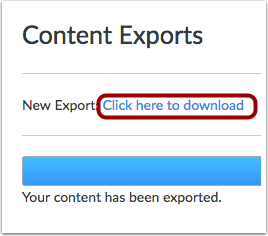 Content Exports
New Export: Click here to download
Your content has been exported.